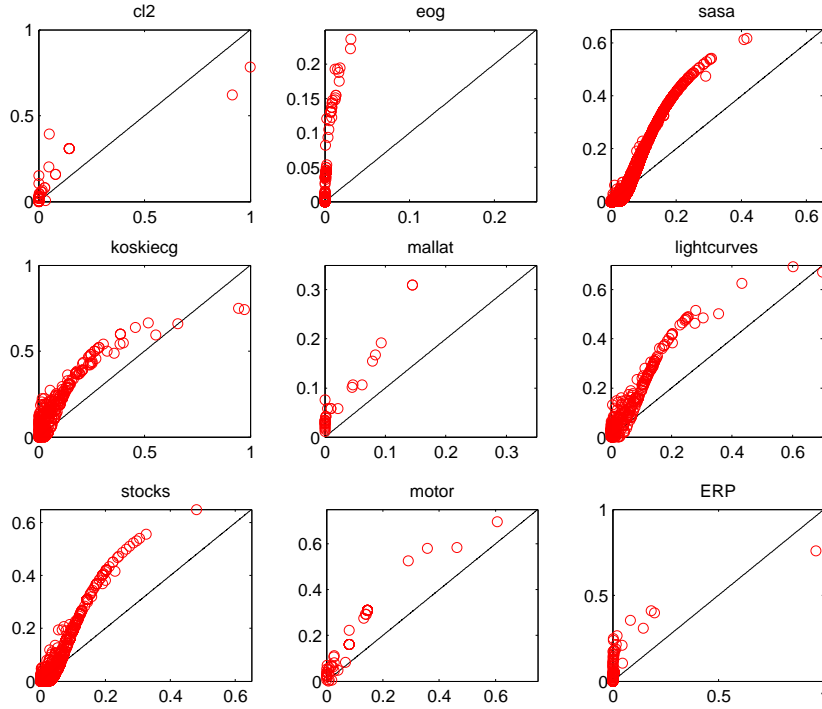 cl2 eog sasa
1 0.5 0 0 0.5 1
0.2 0.15 0.1 0.05 0 0 0.1 0.2
0.6 0.4 0.2 0 0 0.2 0.4 0.6
koskiecg mallat lightcurves
1 0.5 0 0 0.5 1
0.3 0.2 0.1 0 0 0.1 0.2 0.3
0.6 0.4 0.2 0 0 0.2 0.4 0.6
stocks motor ERP
0.6 0.4 0.2 0 0 0.2 0.4 0.6
0.6 0.4 0.2 0 0 0.2 0.4 0.6
1 0.5 0 0 0.5 1